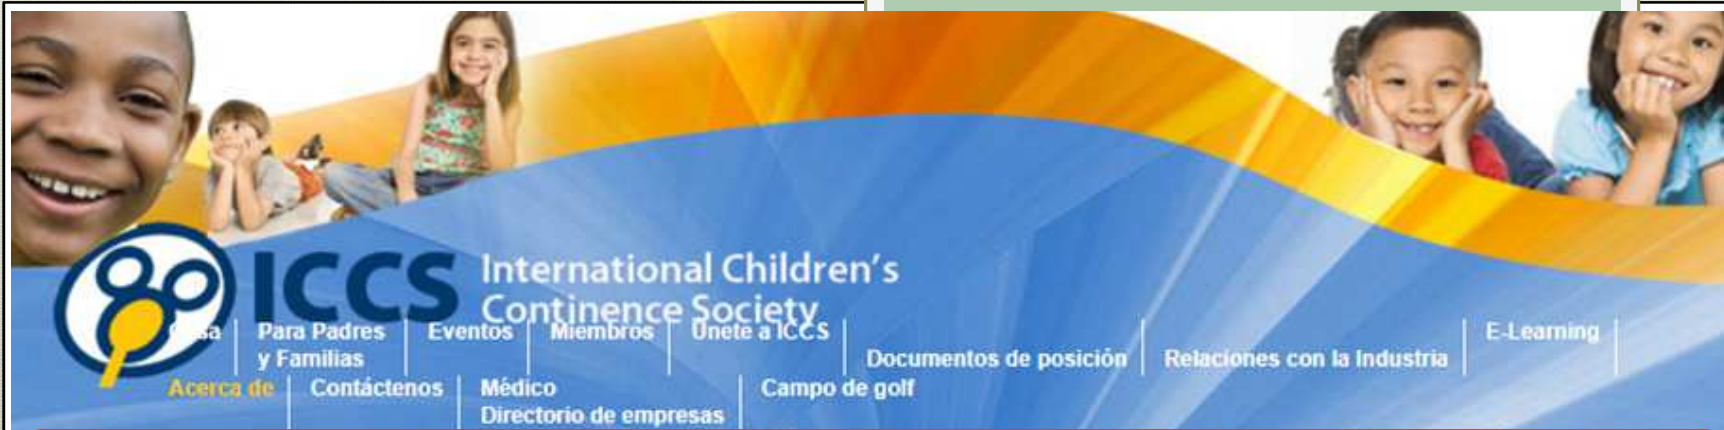 ICCS
International Children's
Continence Society
Casa
Para Padres
y Familias
Eventos
Miembros
Únete a ICCS
Documentos de posición
Relaciones con la Industria
E-Learning
Acerca de
Contáctenos
Médico
Directorio de empresas
Campo de golf